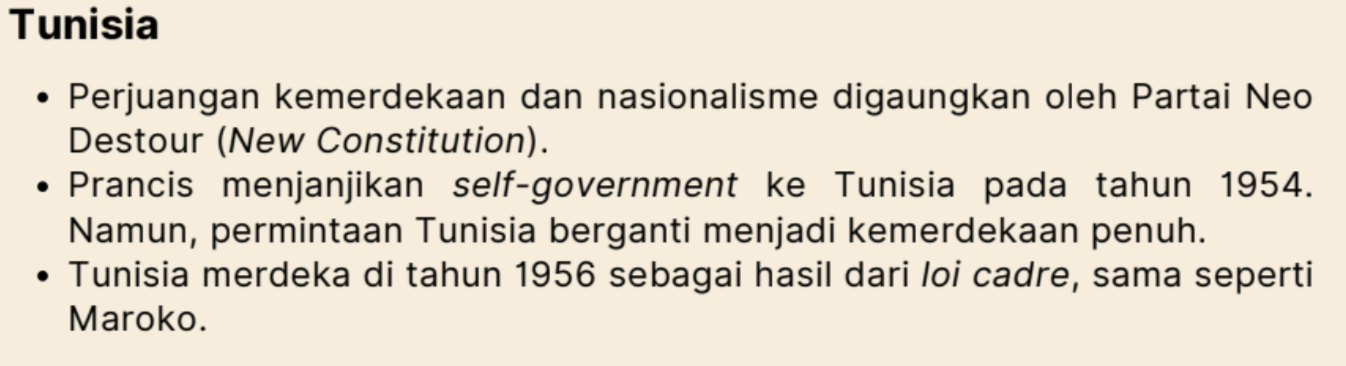 Tunisia
• Perjuangan kemerdekaan dan nasionalisme digaungkan oleh Partai Neo
Destour (New Constitution).
• Prancis menjanjikan self-government ke Tunisia pada tahun 1954.
Namun, permintaan Tunisia berganti menjadi kemerdekaan penuh.
• Tunisia merdeka di tahun 1956 sebagai hasil dari loi cadre, sama seperti
Maroko.